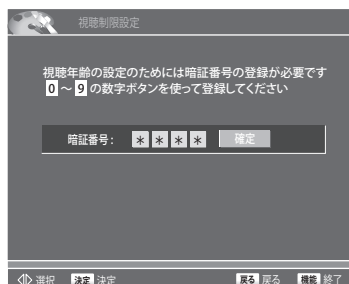 視聴制限設定
視聴年齢の設定のためには暗証番号の登録が必要です
0 ～ 9 の数字ボタンを使って登録してください
暗証番号： * * * * 確定
選択 決定 決定 戻る 戻る 機能 終了